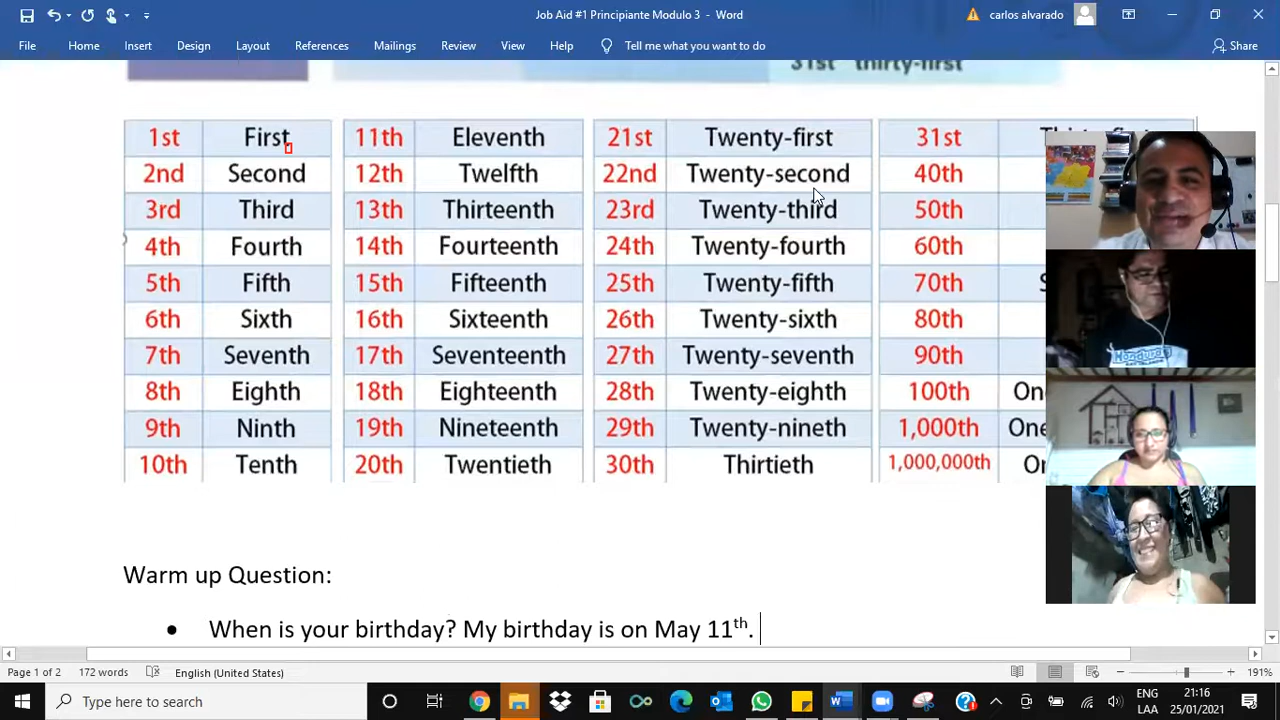 Job Aid #1 Principiante Modulo 3 - Word
carlos alvarado
File Home Insert Design Layout References Mailings Review View Help Tell me what you want to do Share
31st thirty-first
1st First 11th Eleventh 21st Twenty-first 31st
2nd Second 12th Twelfth 22nd Twenty-second 40th
3rd Third 13th Thirteenth 23rd Twenty-third 50th
4th Fourth 14th Fourteenth 24th Twenty-fourth 60th
5th Fifth 15th Fifteenth 25th Twenty-fifth 70th
6th Sixth 16th Sixteenth 26th Twenty-sixth 80th
7th Seventh 17th Seventeenth 27th Twenty-seventh 90th
8th Eighth 18th Eighteenth 28th Twenty-eighth 100th
9th Ninth 19th Nineteenth 29th Twenty-nineth 1,000th
10th Tenth 20th Twentieth 30th Thirtieth 1,000,000th
Honduras
Warm up Question:
• When is your birthday? My birthday is on May 11th.
Page 1 of 2 172 words English (United States) 191%
Type here to search
ENG 21:16
LAA 25/01/2021